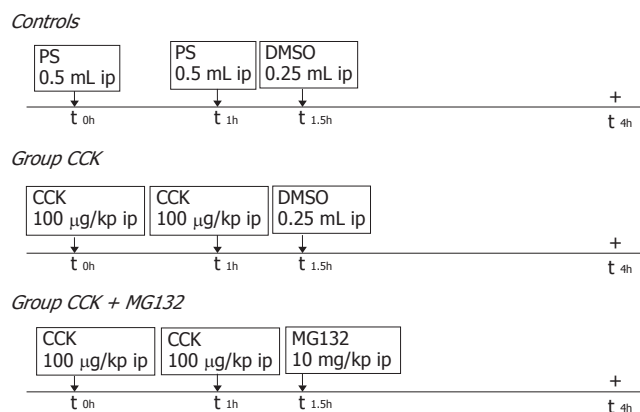 Controls
PS PS DMSO
0.5 mL ip 0.5 mL ip 0.25 mL ip
+
t 0h t 1h t 1.5h t 4h
Group CCK
CCK CCK DMSO
100 μg/kp ip 100 μg/kp ip 0.25 mL ip
+
t 0h t 1h t 1.5h t 4h
Group CCK + MG132
CCK CCK MG132
100 μg/kp ip 100 μg/kp ip 10 mg/kp ip
+
t 0h t 1h t 1.5h t 4h